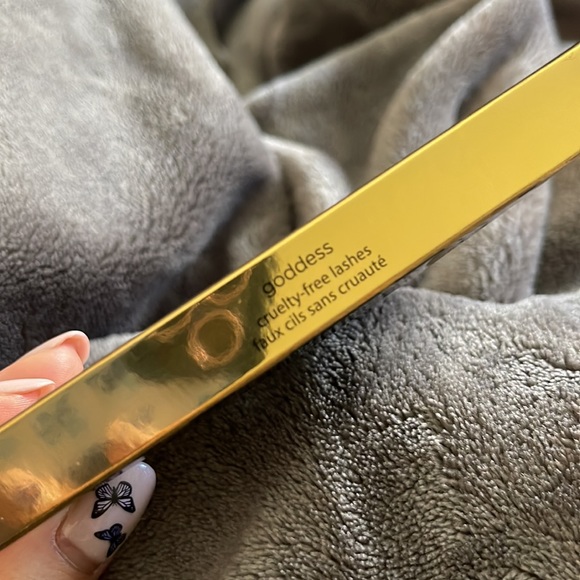 goddess
cruelty-free lashes
faux cils sans cruauté